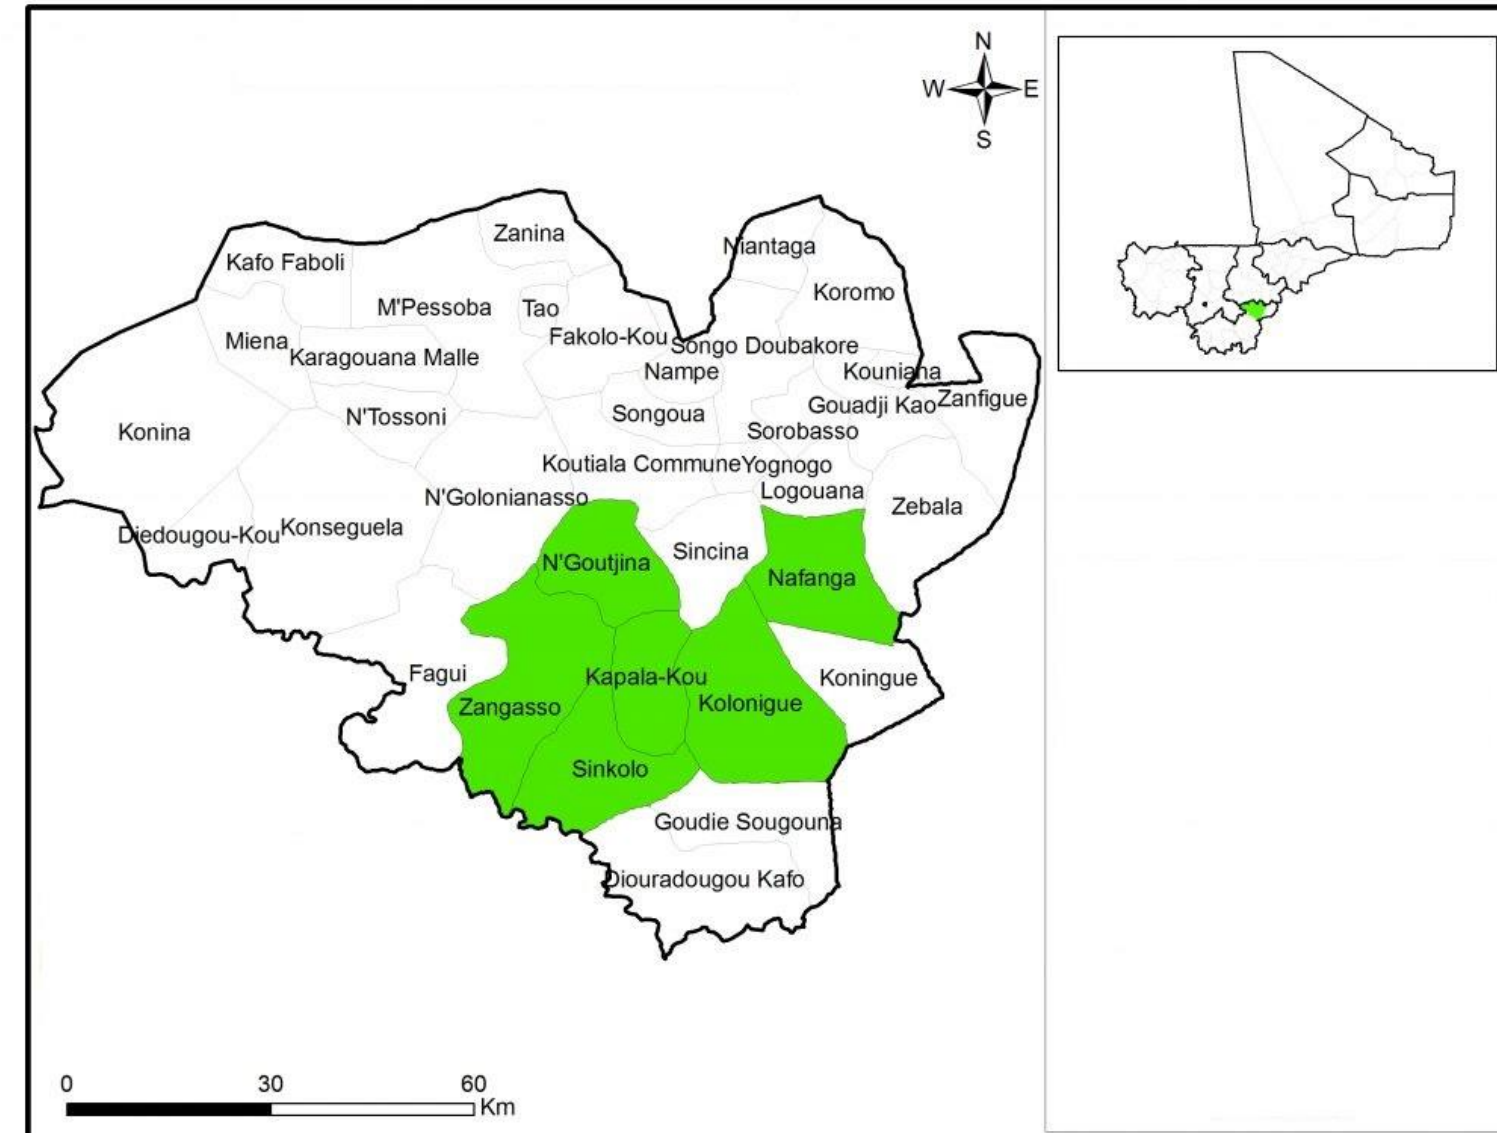 N
W E
S
Zanina
Niantaga
Kafo Faboli
Koromo
M'Pessoba
Tao
Fakolo-Kou
Miena
Songo Doubakore
Karagouana Malle
Nampe
Kouniana
Zanfigue
Gouadji Kao
Songoua
N'Tossoni
Sorobasso
Konina
Koutiala Commune
Yognogo
Logouana
N'Golonianasso
Zebala
Konseguela
Diedougou-Kou
Sincina
N'Goutjina
Nafanga
Fagui
Kapala-Kou
Koningue
Kolonigue
Zangasso
Sinkolo
Goudie Sougouna
Diouradougou Kafo
0 30 60
Km